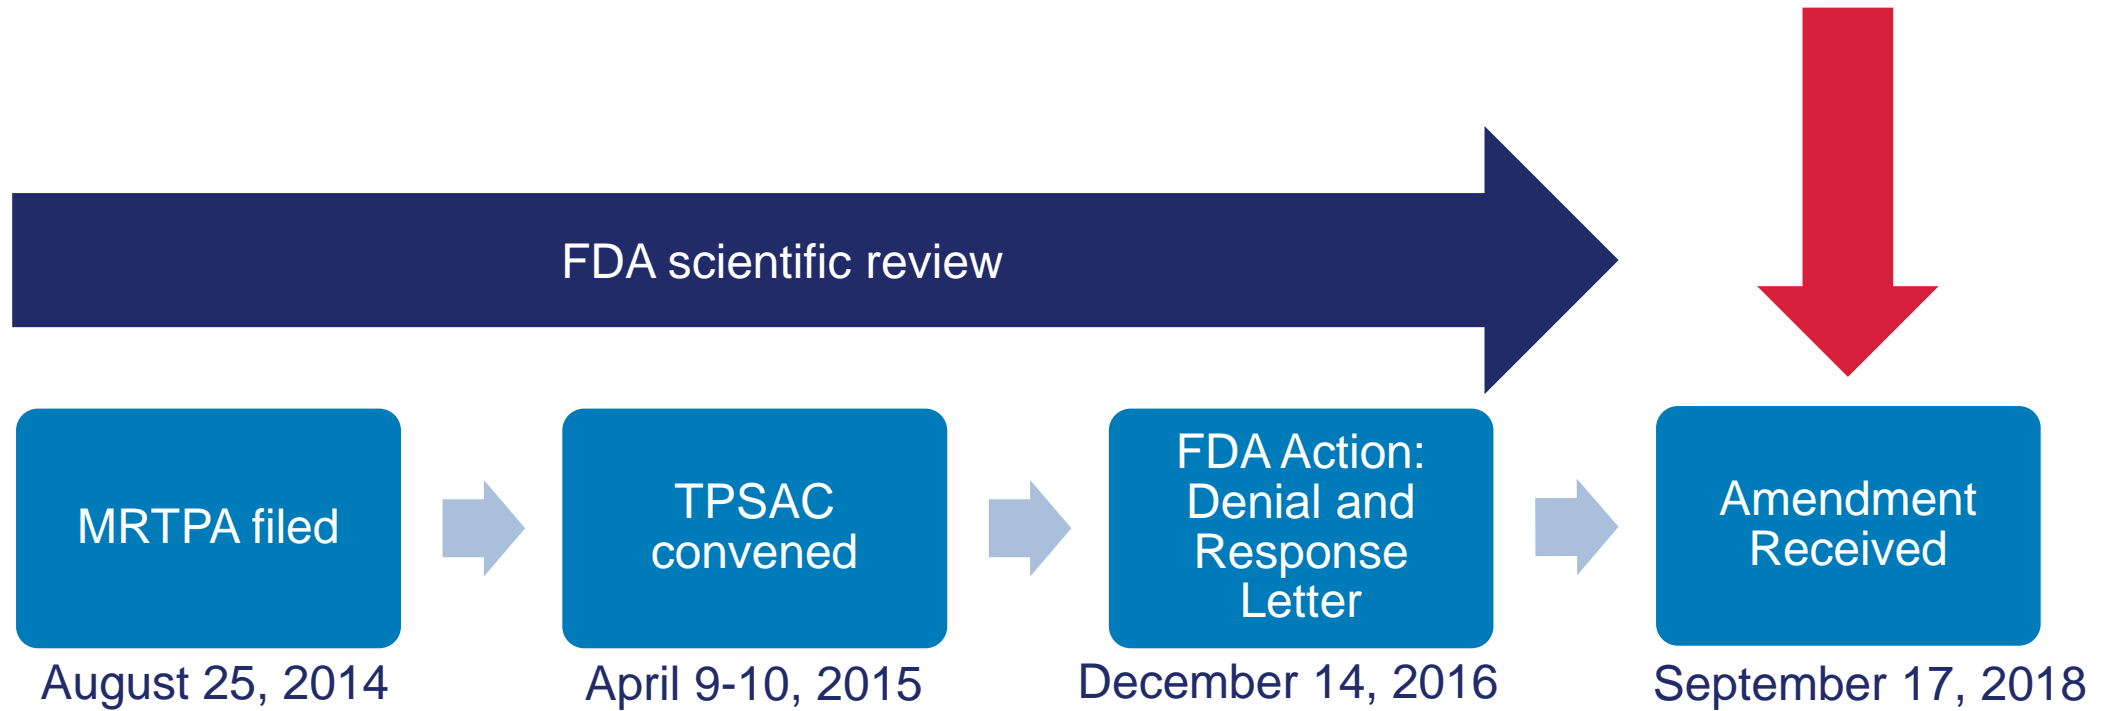 FDA scientific review
MRTPA filed
TPSAC
convened
FDA Action:
Denial and
Response
Letter
Amendment
Received
August 25, 2014
April 9-10, 2015
December 14, 2016
September 17, 2018